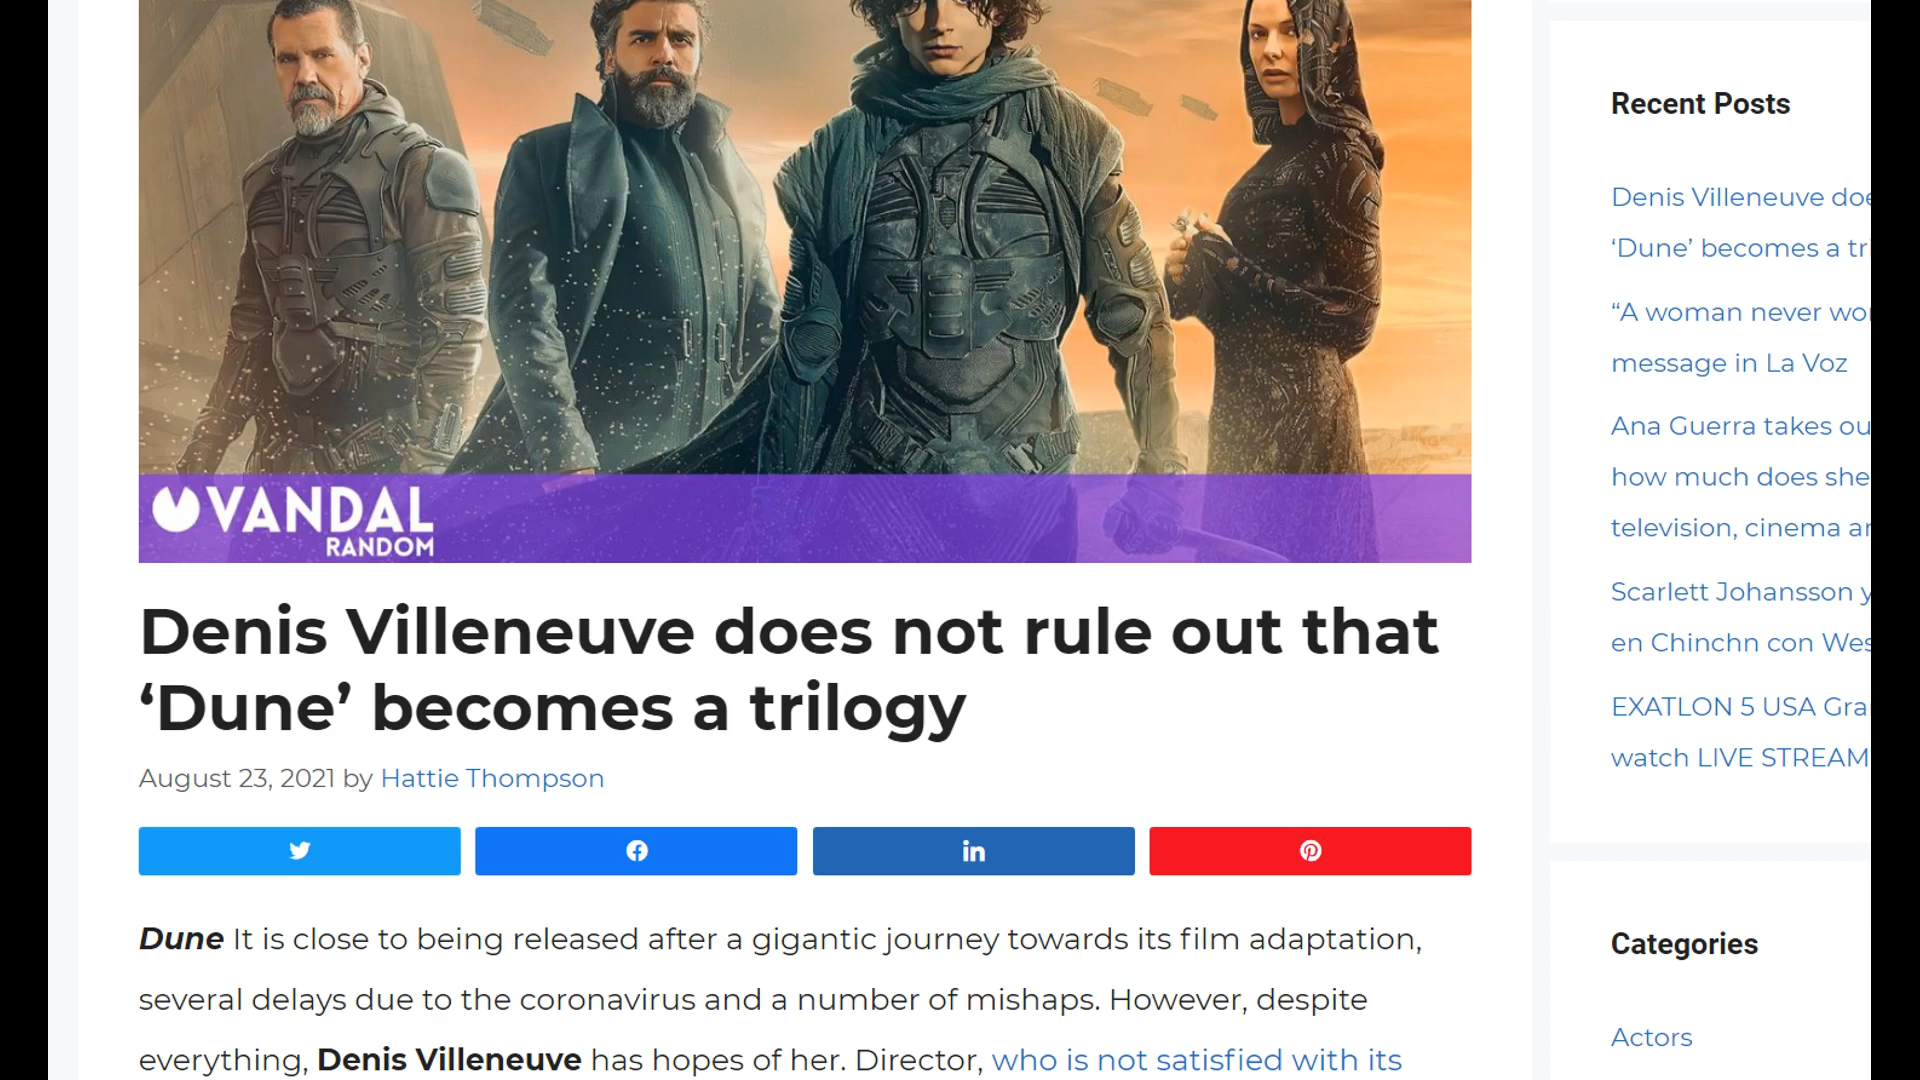 VANDAL
RANDOM
Denis Villeneuve does not rule out that
‘Dune’ becomes a trilogy
August 23, 2021 by Hattie Thompson
Dune It is close to being released after a gigantic journey towards its film adaptation,
several delays due to the coronavirus and a number of mishaps. However, despite
everything, Denis Villeneuve has hopes of her. Director, who is not satisfied with its
Recent Posts
Denis Villeneuve doe
‘Dune’ becomes a tr
“A woman never wo
message in La Voz
Ana Guerra takes ou
how much does she
television, cinema a
Scarlett Johansson y
en Chinchn con Wes
EXATLON 5 USA Gra
watch LIVE STREAM
Categories
Actors